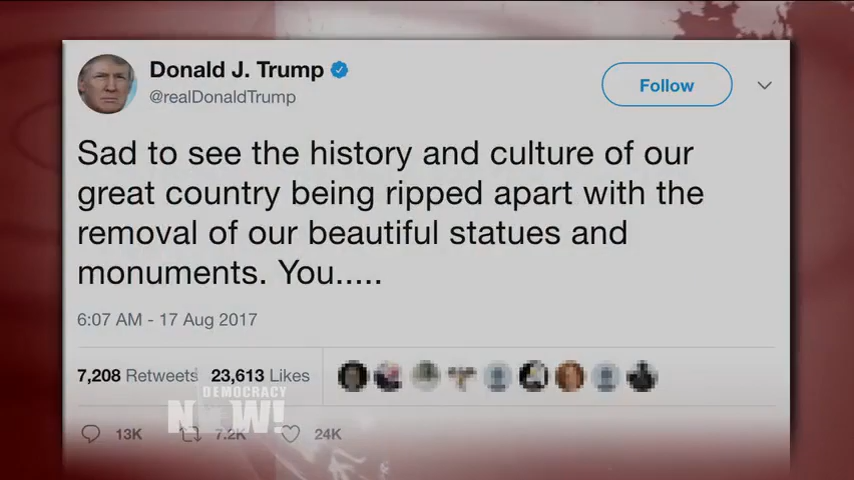 Donald J. Trump
@realDonaldTrump
Follow
Sad to see the history and culture of our
great country being ripped apart with the
removal of our beautiful statues and
monuments. You.....
6:07 AM - 17 Aug 2017
7,208 Retweets 23,613 Likes
DEMOCRACY
NOW!
13K 7.2K 24K